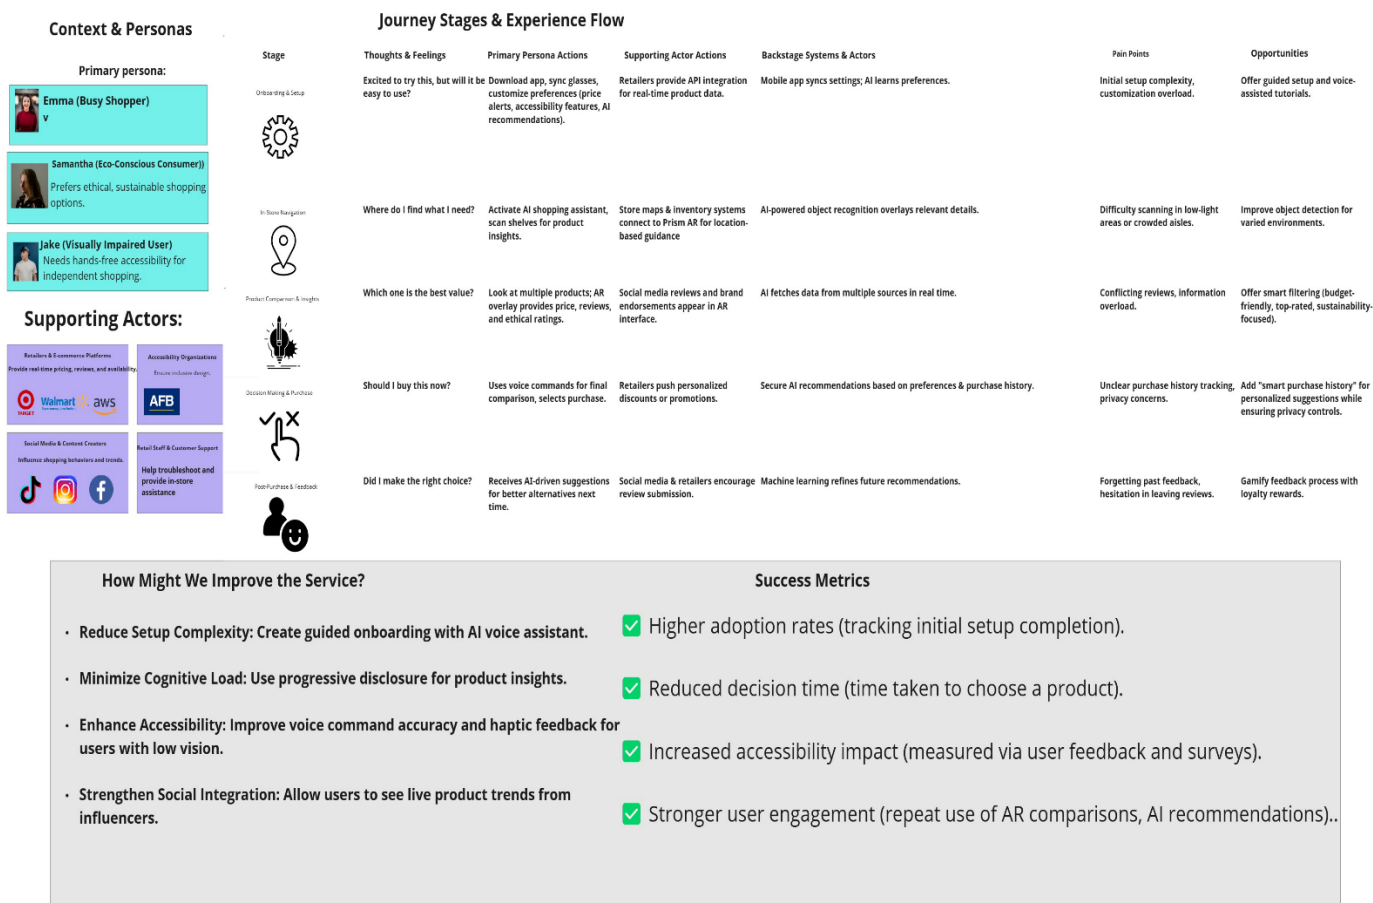 Context & Personas
Primary persona:
Emma (Busy Shopper)
v
Samantha (Eco-Conscious Consumer))
Prefers ethical, sustainable shopping
options.
Jake (Visually Impaired User)
Needs hands-free accessibility for
independent shopping.
Supporting Actors:
Retailers & E-commerce Platforms
Provide real-time pricing, reviews, and availability.
TARGET
Walmart
aws
Accessibility Organizations
Ensure inclusive design.
AFB
Social Media & Content Creators
Influence shopping behaviors and trends.
Retail Staff & Customer Support
Help troubleshoot and
provide in-store
assistance
Journey Stages & Experience Flow
Stage
Thoughts & Feelings
Primary Persona Actions
Supporting Actor Actions
Backstage Systems & Actors
Pain Points
Opportunities
Onboarding & Setup
Excited to try this, but will it be
easy to use?
Download app, sync glasses,
customize preferences (price
alerts, accessibility features, AI
recommendations).
Retailers provide API integration
for real-time product data.
Mobile app syncs settings; AI learns preferences.
Initial setup complexity,
customization overload.
Offer guided setup and voice-
assisted tutorials.
In-Store Navigation
Where do I find what I need?
Activate AI shopping assistant,
scan shelves for product
insights.
Store maps & inventory systems
connect to Prism AR for location-
based guidance
AI-powered object recognition overlays relevant details.
Difficulty scanning in low-light
areas or crowded aisles.
Improve object detection for
varied environments.
Product Comparison & Insights
Which one is the best value?
Look at multiple products; AR
overlay provides price, reviews,
and ethical ratings.
Social media reviews and brand
endorsements appear in AR
interface.
AI fetches data from multiple sources in real time.
Conflicting reviews, information
overload.
Offer smart filtering (budget-
friendly, top-rated, sustainability-
focused).
Decision Making & Purchase
Should I buy this now?
Uses voice commands for final
comparison, selects purchase.
Retailers push personalized
discounts or promotions.
Secure AI recommendations based on preferences & purchase history.
Unclear purchase history tracking,
privacy concerns.
Add "smart purchase history" for
personalized suggestions while
ensuring privacy controls.
Post-Purchase & Feedback
Did I make the right choice?
Receives AI-driven suggestions
for better alternatives next
time.
Social media & retailers encourage
review submission.
Machine learning refines future recommendations.
Forgetting past feedback,
hesitation in leaving reviews.
Gamify feedback process with
loyalty rewards.
How Might We Improve the Service?
• Reduce Setup Complexity: Create guided onboarding with AI voice assistant.
• Minimize Cognitive Load: Use progressive disclosure for product insights.
• Enhance Accessibility: Improve voice command accuracy and haptic feedback for
users with low vision.
• Strengthen Social Integration: Allow users to see live product trends from
influencers.
Success Metrics
✅ Higher adoption rates (tracking initial setup completion).
✅ Reduced decision time (time taken to choose a product).
✅ Increased accessibility impact (measured via user feedback and surveys).
✅ Stronger user engagement (repeat use of AR comparisons, AI recommendations)..